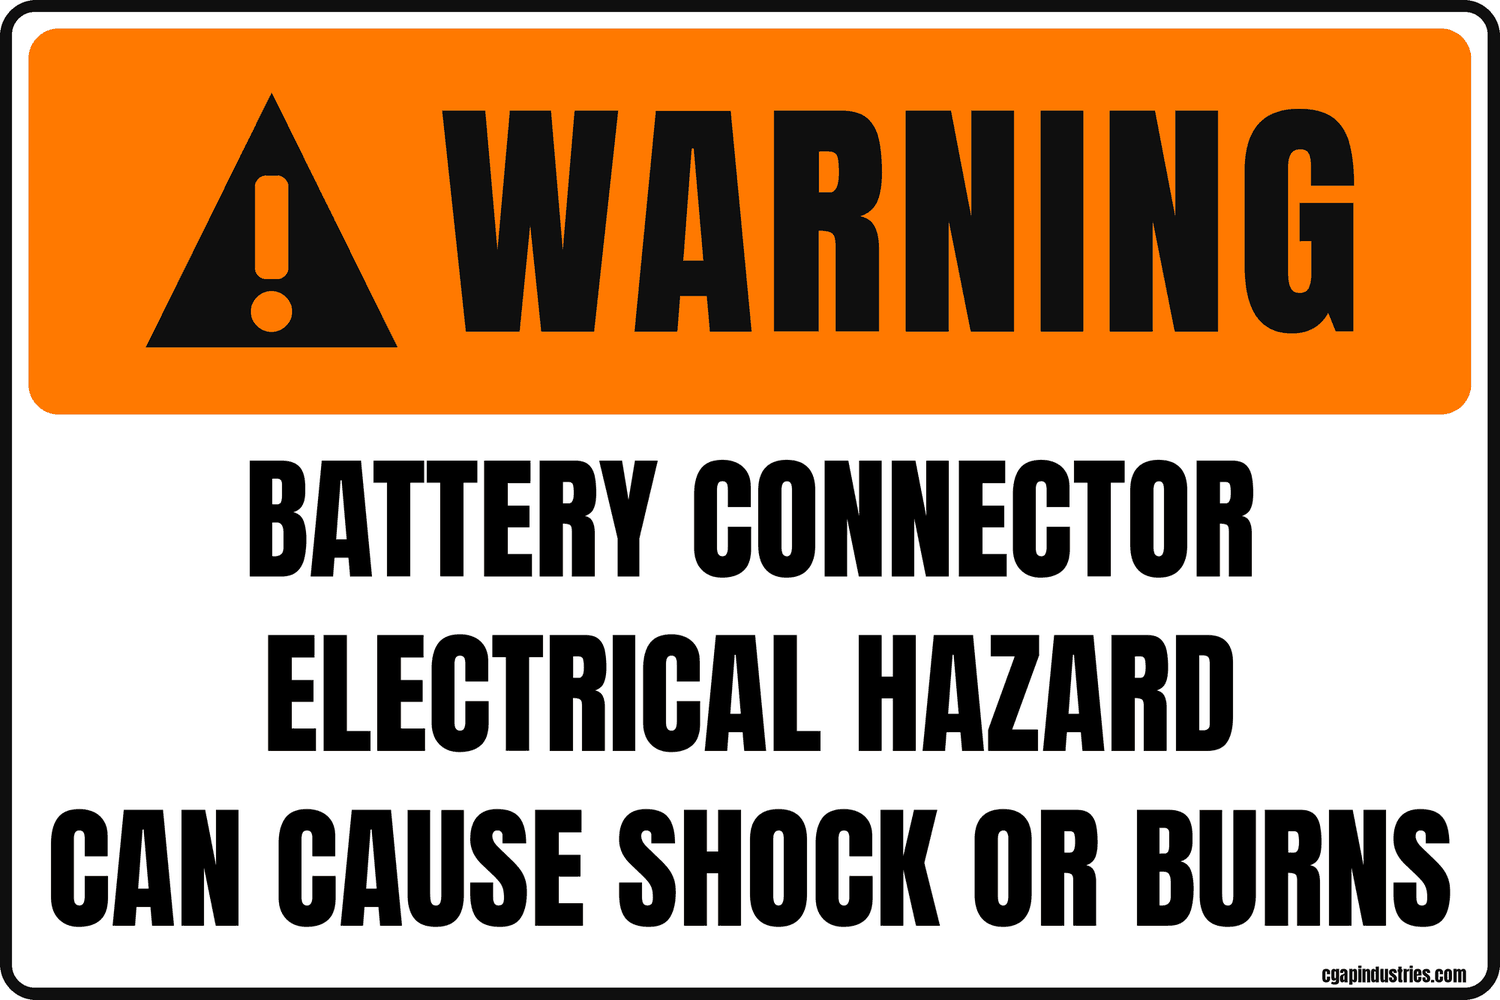 WARNING
BATTERY CONNECTOR
ELECTRICAL HAZARD
CAN CAUSE SHOCK OR BURNS
cgapindustries.com